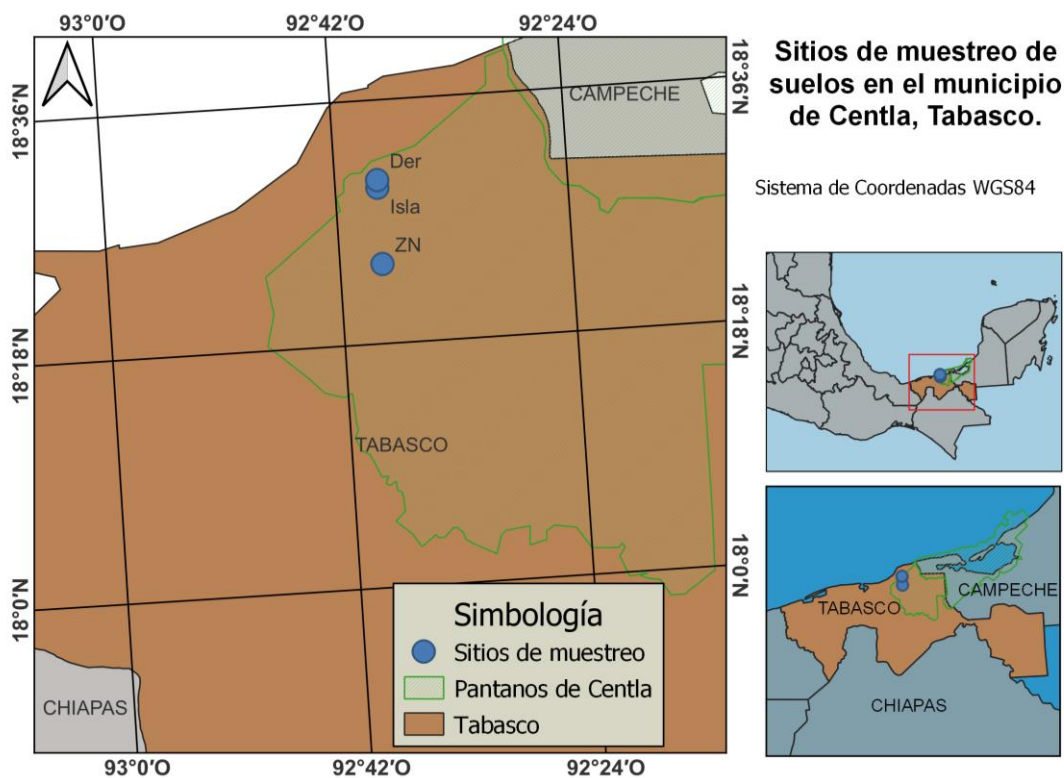 93°0′O
92°42′O
92°24′O
18°36′N
18°18′N
18°0′N
18°36′N
18°18′N
18°0′N
93°0′O
92°42′O
92°24′O
CAMPECHE
Der
Isla
ZN
TABASCO
CHIAPAS
Simbología
Sitios de muestreo
Pantanos de Centla
Tabasco
Sitios de muestreo de
suelos en el municipio
de Centla, Tabasco.
Sistema de Coordenadas WGS84
TABASCO
CAMPECHE
CHIAPAS